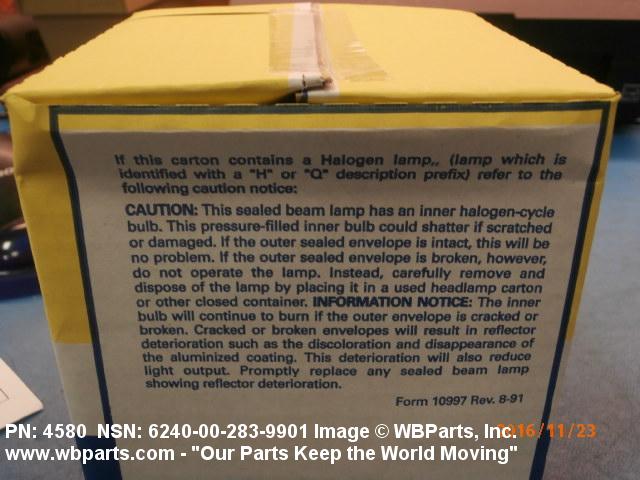 If this carton contains a Halogen lamp,, (lamp which is
identified with a "H" or "Q" description prefix) refer to the
following caution notice:
CAUTION: This sealed beam lamp has an inner halogen-cycle
bulb. This pressure-filled inner bulb could shatter if scratched
or damaged. If the outer sealed envelope is intact, this will be
no problem. If the outer sealed envelope is broken, however,
do not operate the lamp. Instead, carefully remove and
dispose of the lamp by placing it in a used headlamp carton
or other closed container. INFORMATION NOTICE: The inner
bulb will continue to burn if the outer envelope is cracked or
broken. Cracked or broken envelopes will result in reflector
deterioration such as the discoloration and disappearance of
the aluminized coating. This deterioration will also reduce
light output. Promptly replace any sealed beam lamp
showing reflector deterioration.
Form 10997 Rev. 8-91
PN: 4580 NSN: 6240-00-283-9901 Image © WBParts, Inc. 2016/11/23
www.wbparts.com - "Our Parts Keep the World Moving"